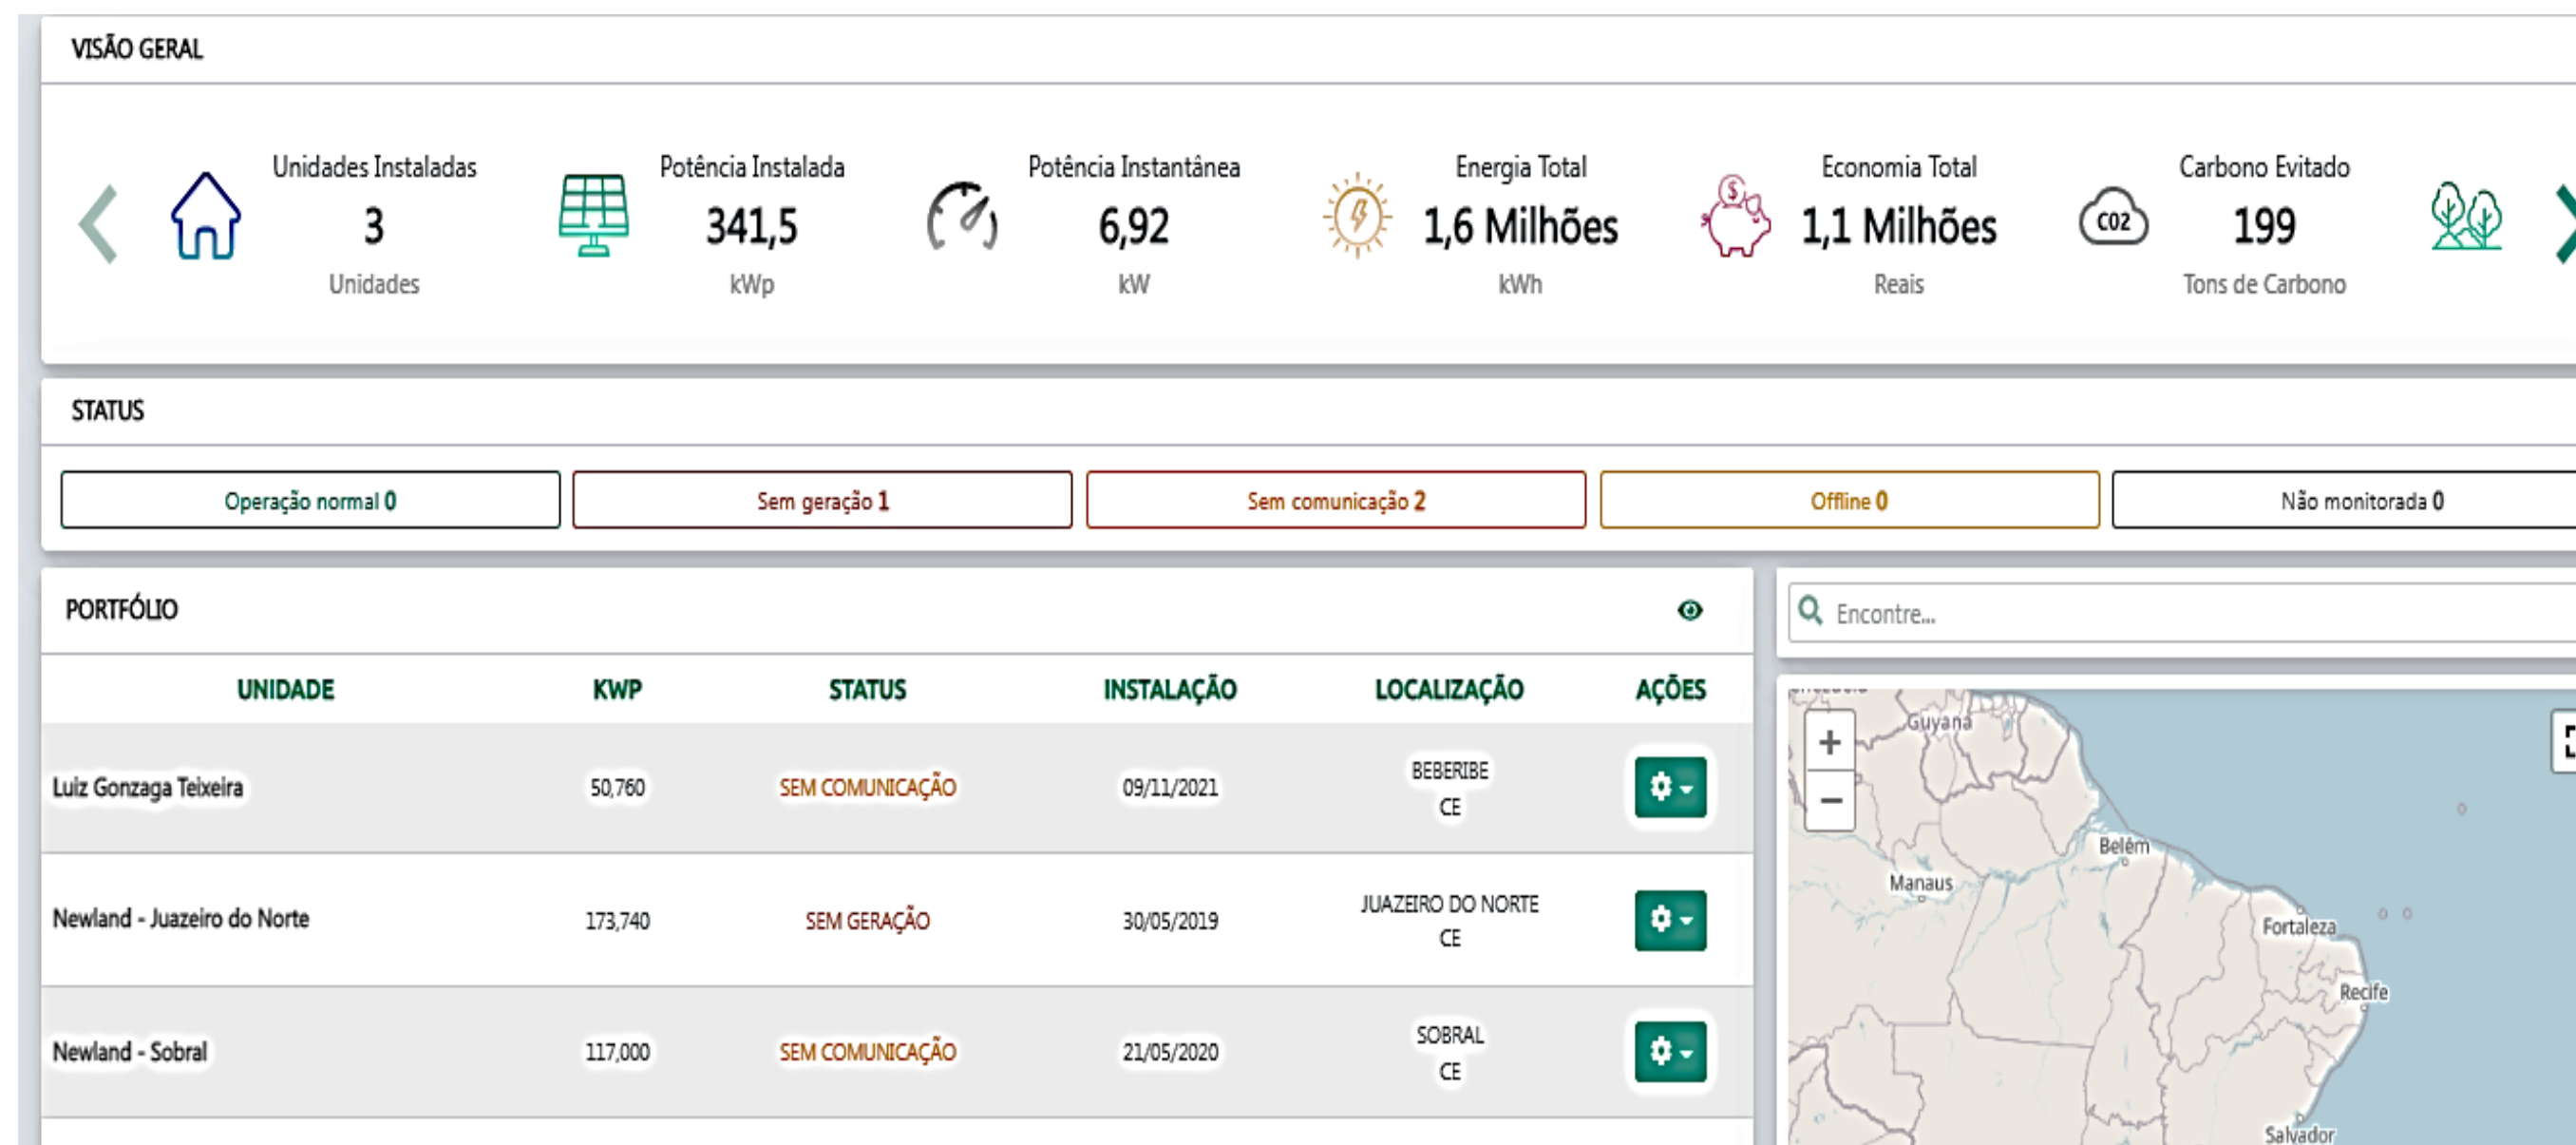 VISÃO GERAL
Unidades Instaladas
3
Unidades
Potência Instalada
341,5
kWp
Potência Instantânea
6,92
kW
Energia Total
1,6 Milhões
kWh
Economia Total
1,1 Milhões
Reais
CO2
Carbono Evitado
199
Tons de Carbono
STATUS
Operação normal 0
Sem geração 1
Sem comunicação 2
Offline 0
Não monitorada 0
PORTFÓLIO
Encontre...
UNIDADE KWP STATUS INSTALAÇÃO LOCALIZAÇÃO AÇÕES
Luiz Gonzaga Teixeira 50,760 SEM COMUNICAÇÃO 09/11/2021 BEBERIBE
CE
Newland - Juazeiro do Norte 173,740 SEM GERAÇÃO 30/05/2019 JUAZEIRO DO NORTE
CE
Newland - Sobral 117,000 SEM COMUNICAÇÃO 21/05/2020 SOBRAL
CE
+
−
Guyana
Belém
Manaus
Fortaleza
Recife
Salvador